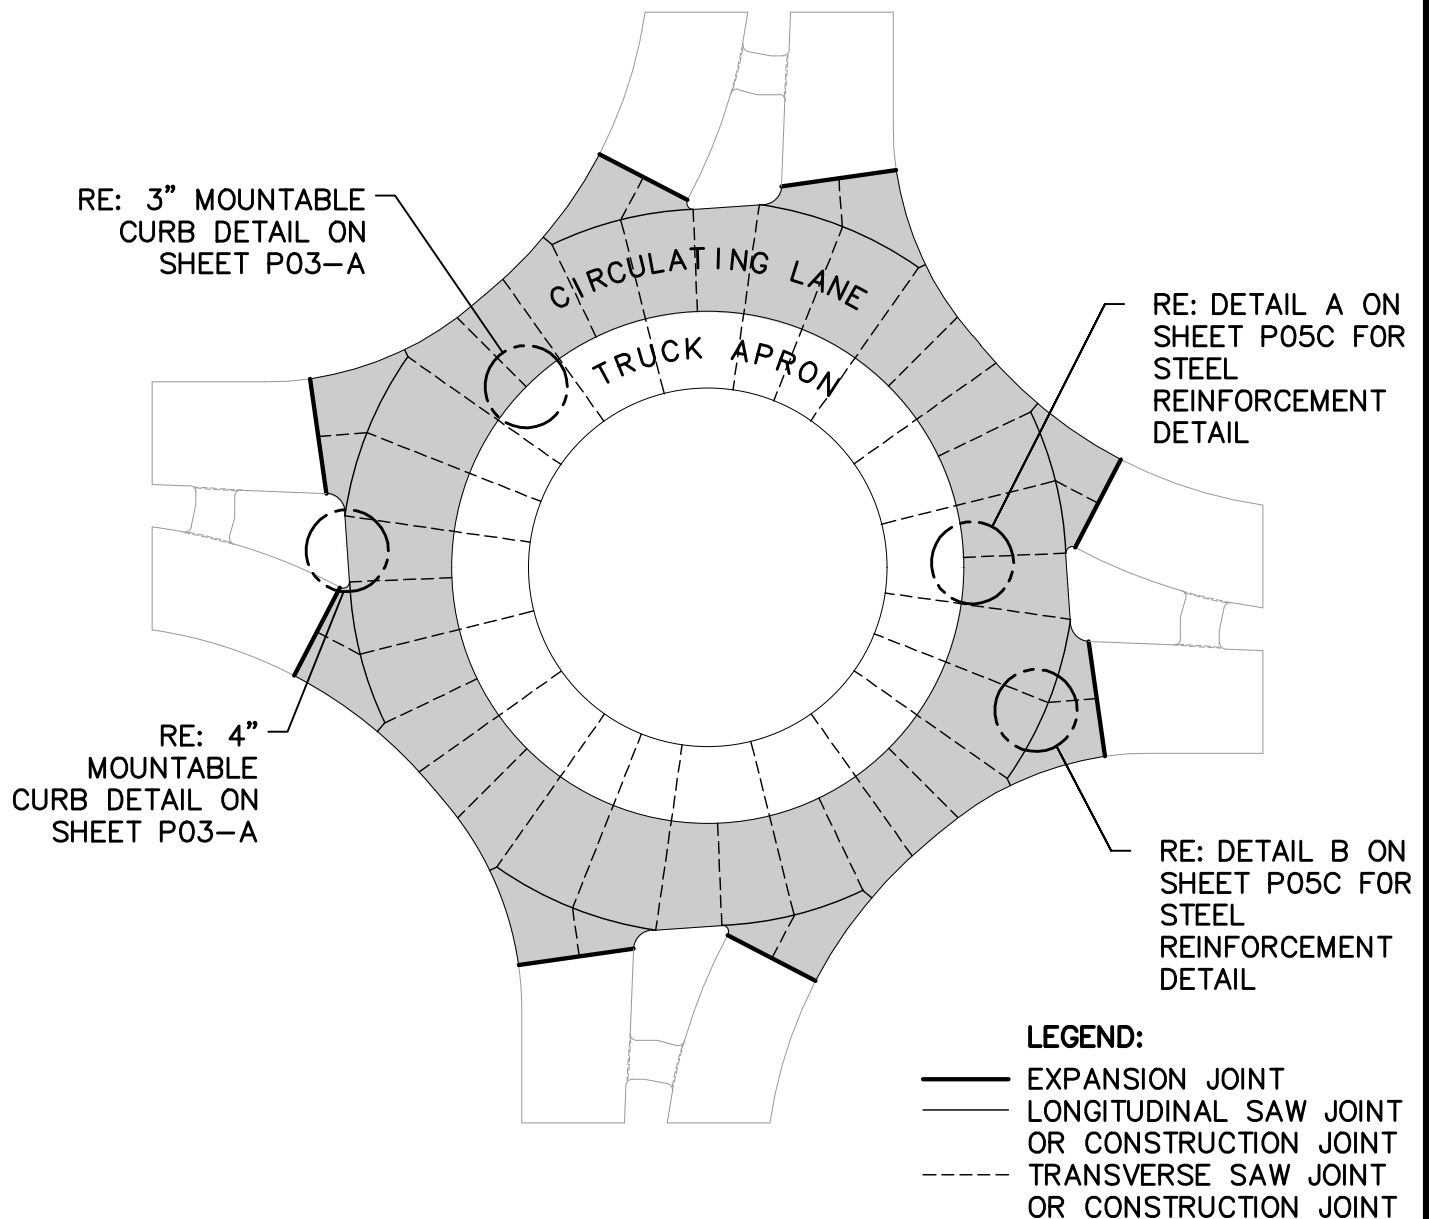 RE: 3" MOUNTABLE
CURB DETAIL ON
SHEET P03-A
CIRCULATING LANE
TRUCK APRON
RE: DETAIL A ON
SHEET P05C FOR
STEEL
REINFORCEMENT
DETAIL
RE: 4"
MOUNTABLE
CURB DETAIL ON
SHEET P03-A
RE: DETAIL B ON
SHEET P05C FOR
STEEL
REINFORCEMENT
DETAIL
LEGEND:
EXPANSION JOINT
LONGITUDINAL SAW JOINT
OR CONSTRUCTION JOINT
TRANSVERSE SAW JOINT
OR CONSTRUCTION JOINT